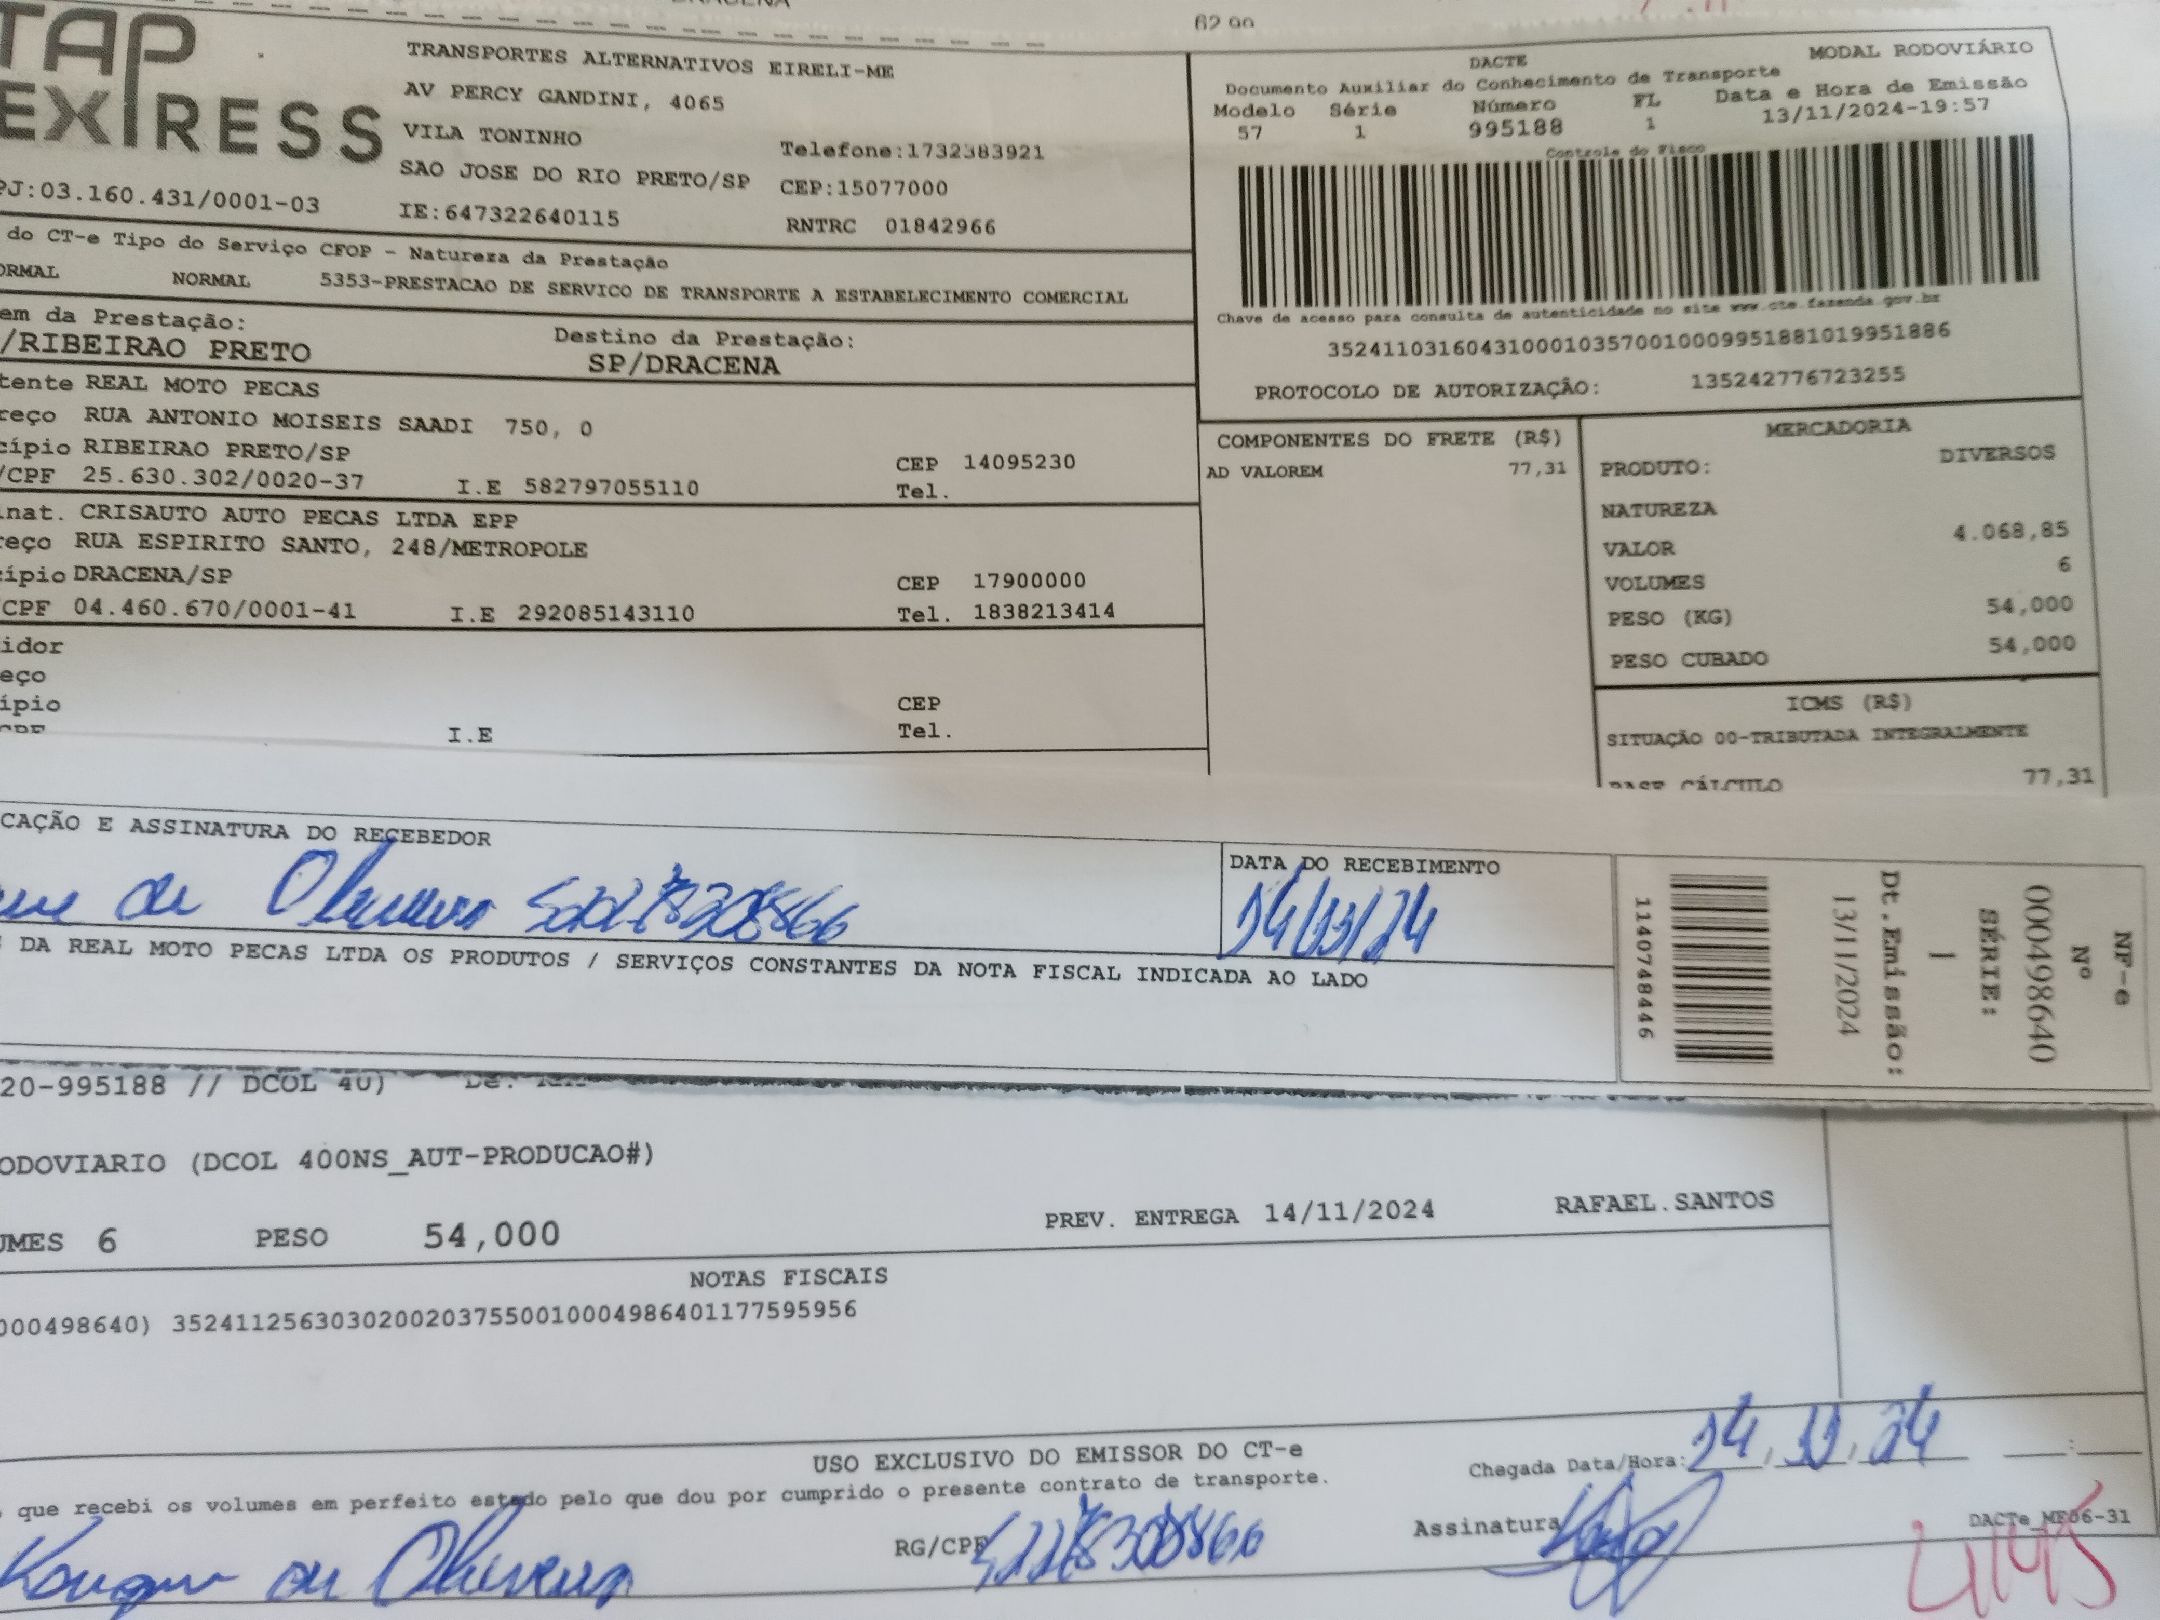 TAP
EXPRESS
TRANSPORTES ALTERNATIVOS EIRELI-ME
AV PERCY GANDINI, 4065
VILA TONINHO
Telefone:1732383921
SAO JOSE DO RIO PRETO/SP CEP:15077000
PJ:03.160.431/0001-03 IE:647322640115 RNTRC 01842966
do CT-e Tipo do Serviço CFOP - Natureza da Prestação
ORMAL NORMAL 5353-PRESTACAO DE SERVICO DE TRANSPORTE A ESTABELECIMENTO COMERCIAL
em da Prestação: Destino da Prestação:
/RIBEIRAO PRETO SP/DRACENA
tente REAL MOTO PECAS
reço RUA ANTONIO MOISEIS SAADI 750, 0
cípio RIBEIRAO PRETO/SP CEP 14095230
/CPF 25.630.302/0020-37 I.E 582797055110 Tel.
nat. CRISAUTO AUTO PECAS LTDA EPP
reço RUA ESPIRITO SANTO, 248/METROPOLE
cípio DRACENA/SP CEP 17900000
CPF 04.460.670/0001-41 I.E 292085143110 Tel. 1838213414
idor
eço
ípio CEP
CPF I.E Tel.
DACTE MODAL RODOVIÁRIO
Documento Auxiliar do Conhecimento de Transporte
Modelo Série Número FL Data e Hora de Emissão
57 1 995188 1 13/11/2024-19:57
Controle do Fisco
Chave de acesso para consulta de autenticidade no site www.cte.fazenda.gov.br
35241103160431000103570010009951881019951886
PROTOCOLO DE AUTORIZAÇÃO: 135242776723255
COMPONENTES DO FRETE (R$)
AD VALOREM 77,31
MERCADORIA
PRODUTO: DIVERSOS
NATUREZA
VALOR 4.068,85
VOLUMES 6
PESO (KG) 54,000
PESO CUBADO 54,000
ICMS (R$)
SITUAÇÃO 00-TRIBUTADA INTEGRALMENTE
BASE CÁLCULO 77,31
CAÇÃO E ASSINATURA DO RECEBEDOR
de Oliveira
DATA DO RECEBIMENTO
14/11/24
DA REAL MOTO PECAS LTDA OS PRODUTOS / SERVIÇOS CONSTANTES DA NOTA FISCAL INDICADA AO LADO
NF-e
Nº
000498640
SÉRIE:
1
Dt.Emissão:
13/11/2024
1140748446
20-995188 // DCOL 40)
ODOVIARIO (DCOL 400NS_AUT-PRODUCAO#)
UMES 6 PESO 54,000 PREV. ENTREGA 14/11/2024 RAFAEL.SANTOS
NOTAS FISCAIS
000498640) 35241125630302002037550010004986401177595956
USO EXCLUSIVO DO EMISSOR DO CT-e
Chegada Data/Hora: 14.11.24 :
que recebi os volumes em perfeito estado pelo que dou por cumprido o presente contrato de transporte.
de Oliveira RG/CPF Assinatura
DACTe_MF06-31